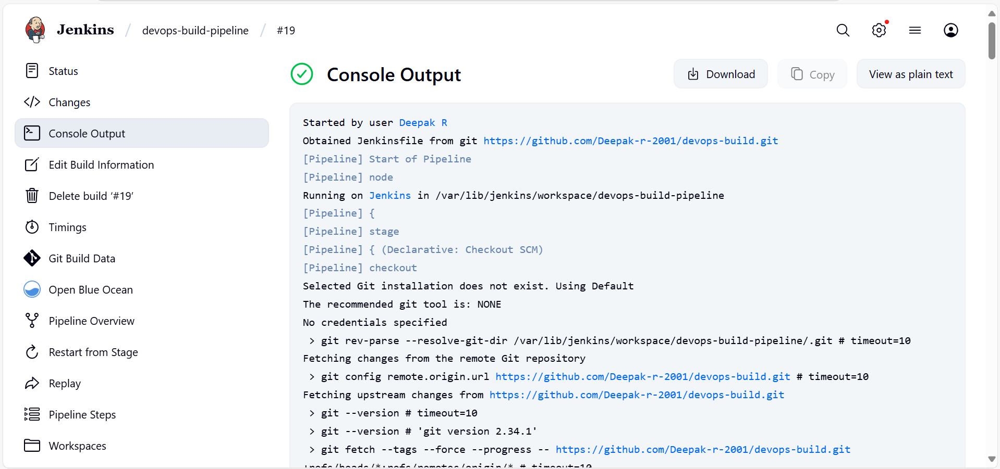 Jenkins / devops-build-pipeline / #19
Status
Changes
Console Output
Edit Build Information
Delete build ‘#19’
Timings
Git Build Data
Open Blue Ocean
Pipeline Overview
Restart from Stage
Replay
Pipeline Steps
Workspaces
Console Output
Download
Copy
View as plain text
Started by user Deepak R
Obtained Jenkinsfile from git https://github.com/Deepak-r-2001/devops-build.git
[Pipeline] Start of Pipeline
[Pipeline] node
Running on Jenkins in /var/lib/jenkins/workspace/devops-build-pipeline
[Pipeline] {
[Pipeline] stage
[Pipeline] { (Declarative: Checkout SCM)
[Pipeline] checkout
Selected Git installation does not exist. Using Default
The recommended git tool is: NONE
No credentials specified
 > git rev-parse --resolve-git-dir /var/lib/jenkins/workspace/devops-build-pipeline/.git # timeout=10
Fetching changes from the remote Git repository
 > git config remote.origin.url https://github.com/Deepak-r-2001/devops-build.git # timeout=10
Fetching upstream changes from https://github.com/Deepak-r-2001/devops-build.git
 > git --version # timeout=10
 > git --version # 'git version 2.34.1'
 > git fetch --tags --force --progress -- https://github.com/Deepak-r-2001/devops-build.git
+refs/heads/*:refs/remotes/origin/* # timeout=10